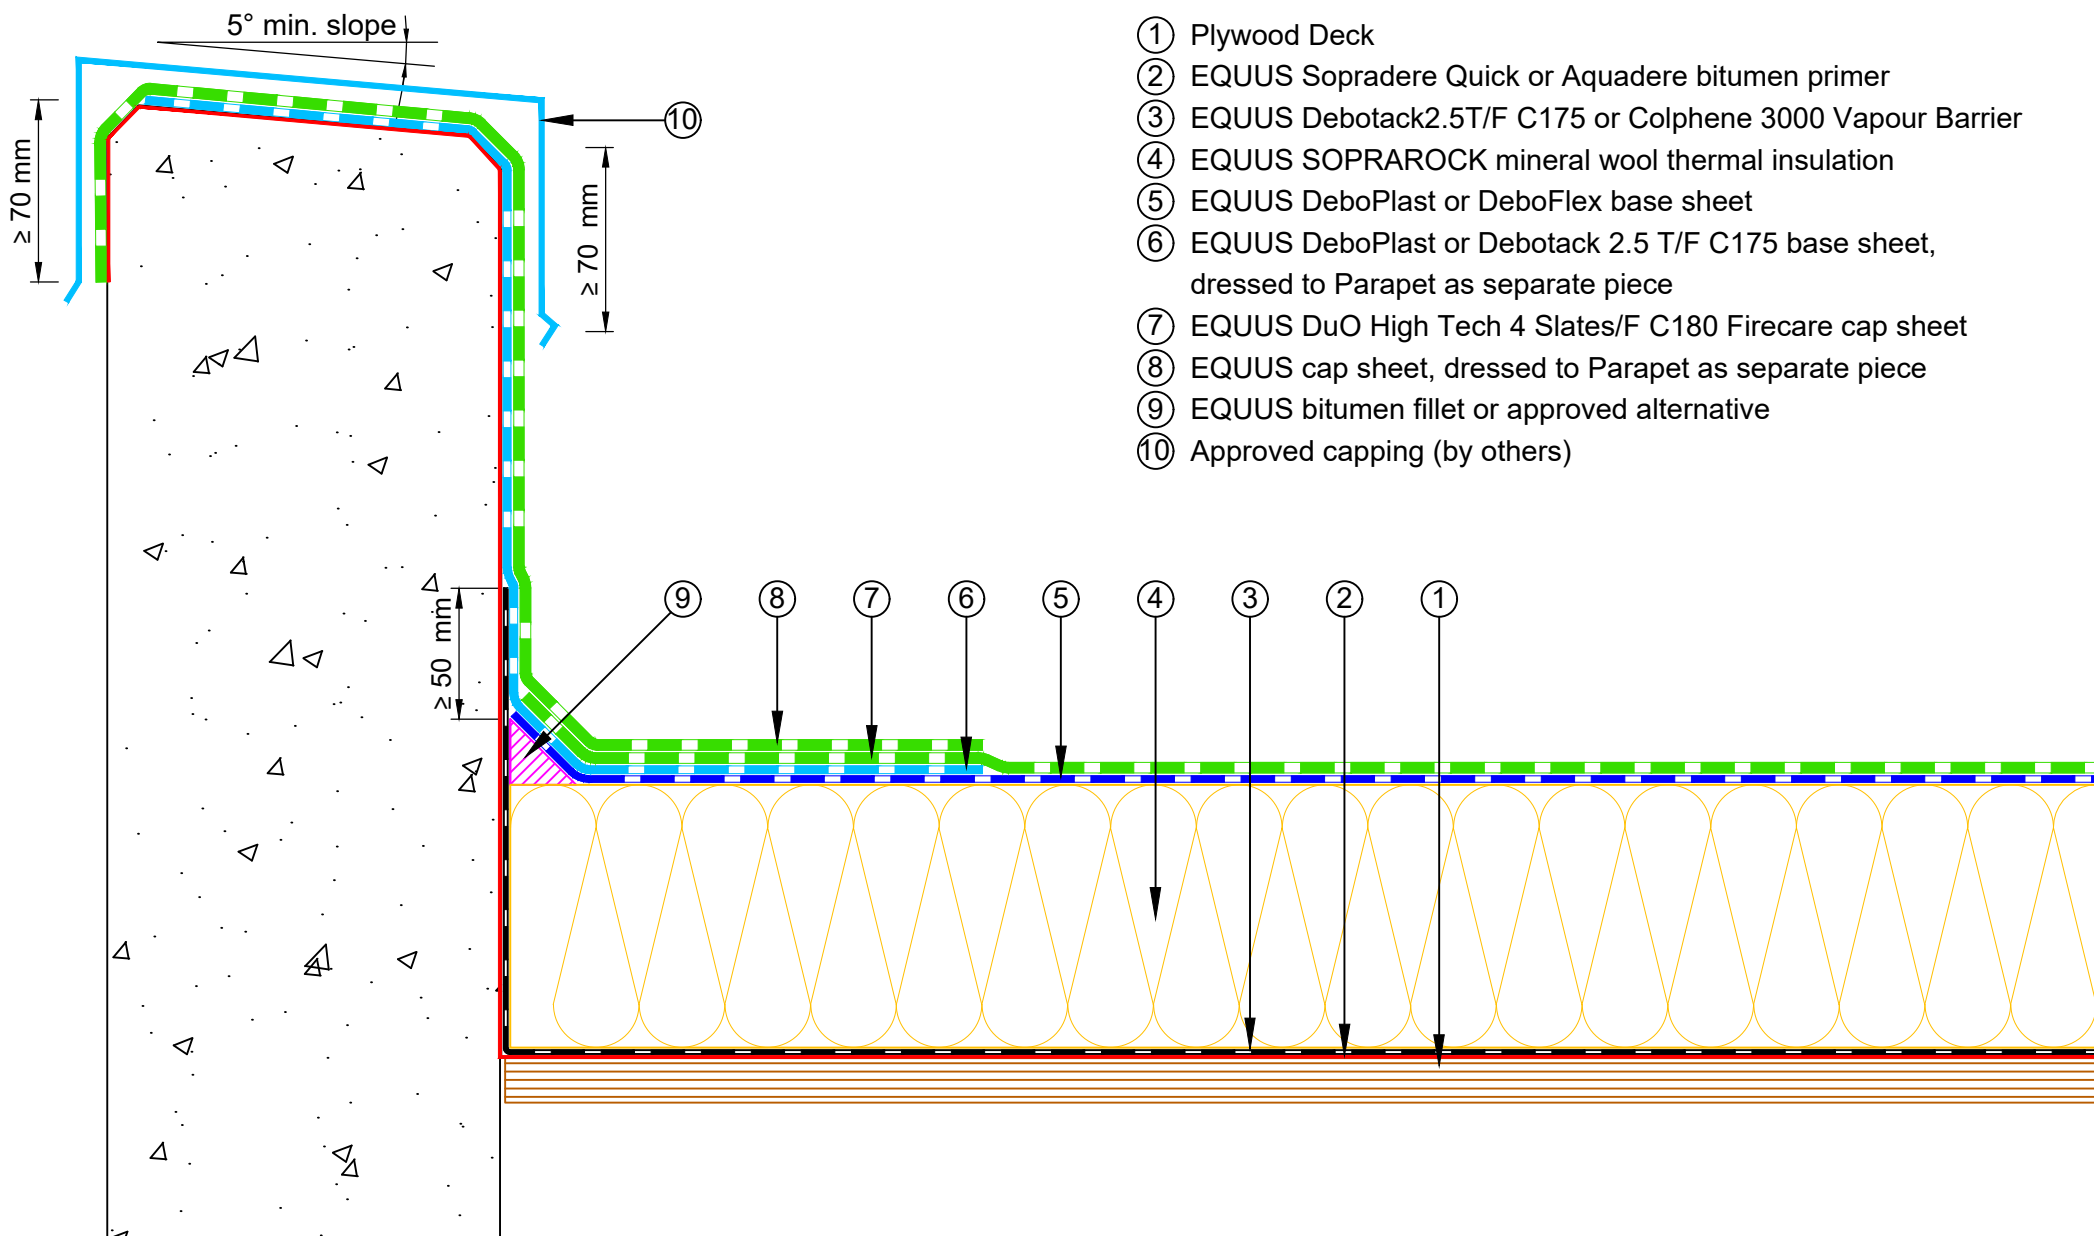 5° min. slope
① Plywood Deck
② EQUUS Sopradere Quick or Aquadere bitumen primer
③ EQUUS Debotack2.5T/F C175 or Colphene 3000 Vapour Barrier
④ EQUUS SOPRAROCK mineral wool thermal insulation
⑤ EQUUS DeboPlast or DeboFlex base sheet
⑥ EQUUS DeboPlast or Debotack 2.5 T/F C175 base sheet,
dressed to Parapet as separate piece
⑦ EQUUS DuO High Tech 4 Slates/F C180 Firecare cap sheet
⑧ EQUUS cap sheet, dressed to Parapet as separate piece
⑨ EQUUS bitumen fillet or approved alternative
⑩ Approved capping (by others)
⑩
≥ 70 mm
≥ 70 mm
≥ 50 mm
⑨ ⑧ ⑦ ⑥ ⑤ ④ ③ ② ①